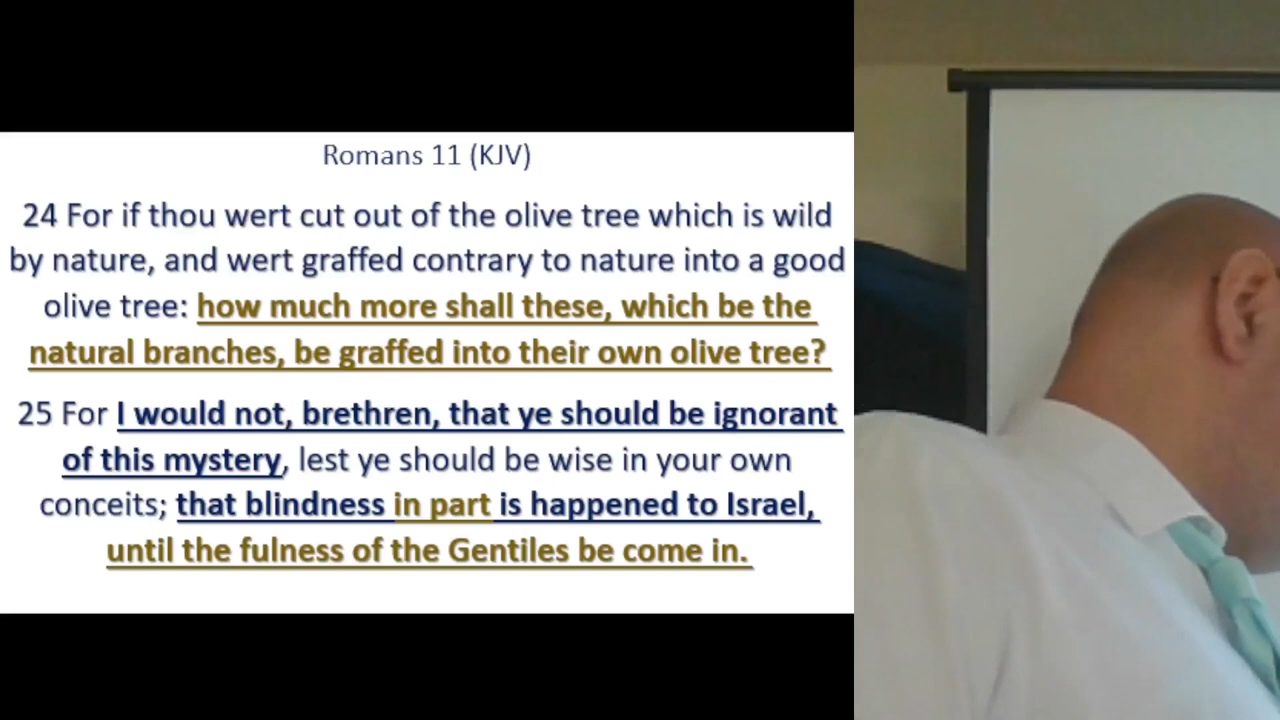 Romans 11 (KJV)
24 For if thou wert cut out of the olive tree which is wild
by nature, and wert graffed contrary to nature into a good
olive tree: how much more shall these, which be the
natural branches, be graffed into their own olive tree?
25 For I would not, brethren, that ye should be ignorant
of this mystery, lest ye should be wise in your own
conceits; that blindness in part is happened to Israel,
until the fulness of the Gentiles be come in.